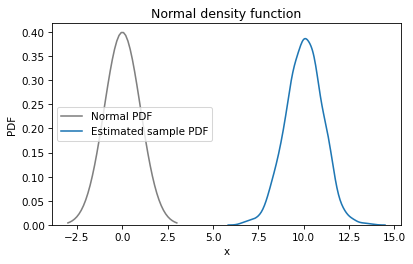 Normal density function
PDF
0.40
0.35
0.30
0.25
0.20
0.15
0.10
0.05
0.00
Normal PDF
Estimated sample PDF
−2.5 0.0 2.5 5.0 7.5 10.0 12.5 15.0
x